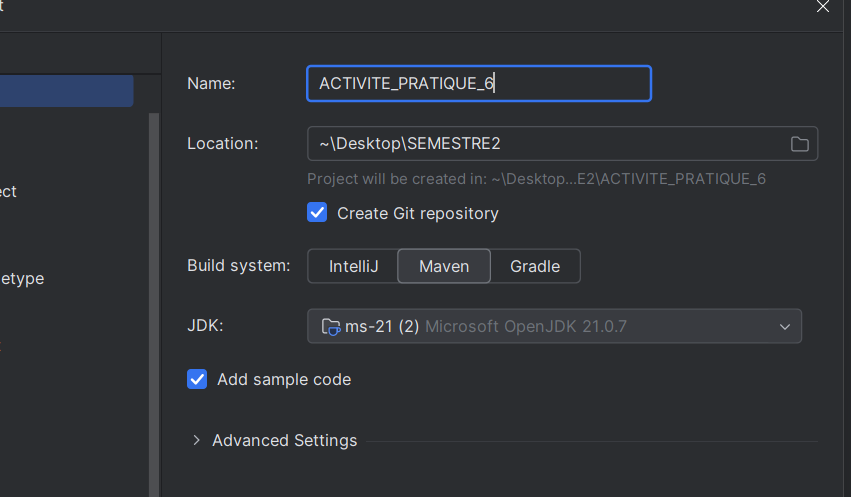 t
Name:
ACTIVITE_PRATIQUE_6
Location:
~\Desktop\SEMESTRE2
Project will be created in: ~\Desktop...E2\ACTIVITE_PRATIQUE_6
Create Git repository
ect
Build system:
IntelliJ Maven Gradle
etype
JDK:
ms-21 (2) Microsoft OpenJDK 21.0.7
Add sample code
Advanced Settings